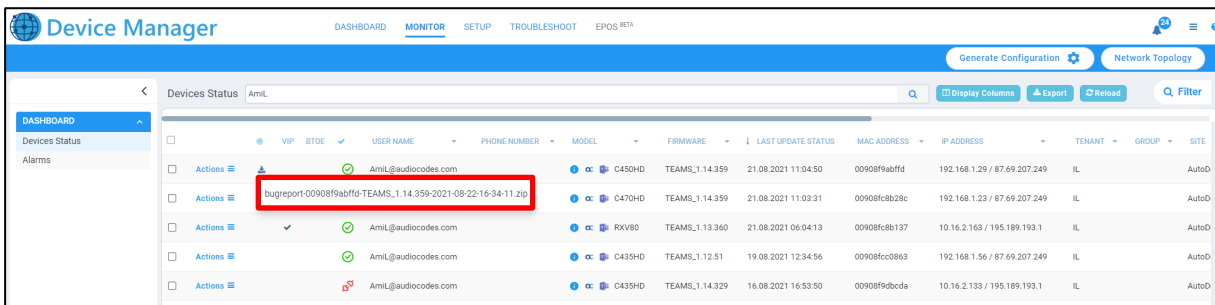 Device Manager
DASHBOARD MONITOR SETUP TROUBLESHOOT EPOS BETA
24
Generate Configuration
Network Topology
Devices Status AmiL
Display Columns
Export
Reload
Filter
DASHBOARD
Devices Status
Alarms
VIP BTOE USER NAME PHONE NUMBER MODEL FIRMWARE LAST UPDATE STATUS MAC ADDRESS IP ADDRESS TENANT GROUP SITE
Actions AmiL@audiocodes.com C450HD TEAMS_1.14.359 21.08.2021 11:04:50 00908f9abffd 192.168.1.29 / 87.69.207.249 IL AutoD
bugreport-00908f9abffd-TEAMS_1.14.359-2021-08-22-16-34-11.zip
Actions C470HD TEAMS_1.14.359 21.08.2021 11:03:31 00908fc8b28c 192.168.1.23 / 87.69.207.249 IL AutoD
Actions AmiL@audiocodes.com RXV80 TEAMS_1.13.360 21.08.2021 06:04:13 00908fc8b137 10.16.2.163 / 195.189.193.1 IL AutoD
Actions AmiL@audiocodes.com C435HD TEAMS_1.12.51 19.08.2021 12:34:56 00908fcc0863 192.168.1.56 / 87.69.207.249 IL AutoD
Actions AmiL@audiocodes.com C435HD TEAMS_1.14.329 16.08.2021 16:53:50 00908f9dbcda 10.16.2.133 / 195.189.193.1 IL AutoD